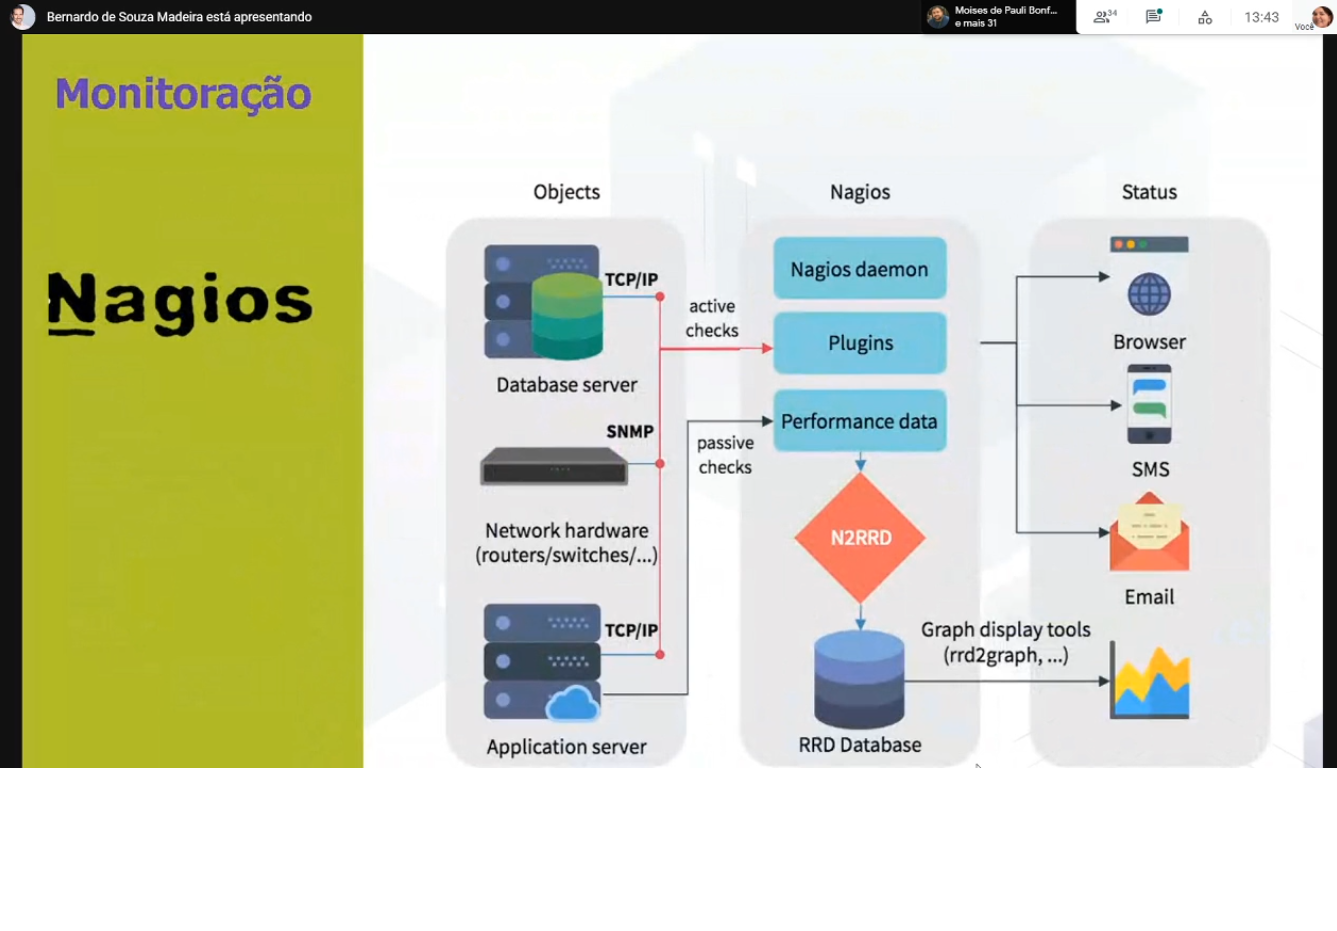 Bernardo de Souza Madeira está apresentando
Moises de Pauli Bonf...
e mais 31
34
13:43
Você
Monitoração
Nagios
Objects
Nagios
Status
TCP/IP
Database server
SNMP
Network hardware
(routers/switches/...)
TCP/IP
Application server
active
checks
passive
checks
Nagios daemon
Plugins
Performance data
N2RRD
RRD Database
Graph display tools
(rrd2graph, ...)
Browser
SMS
Email